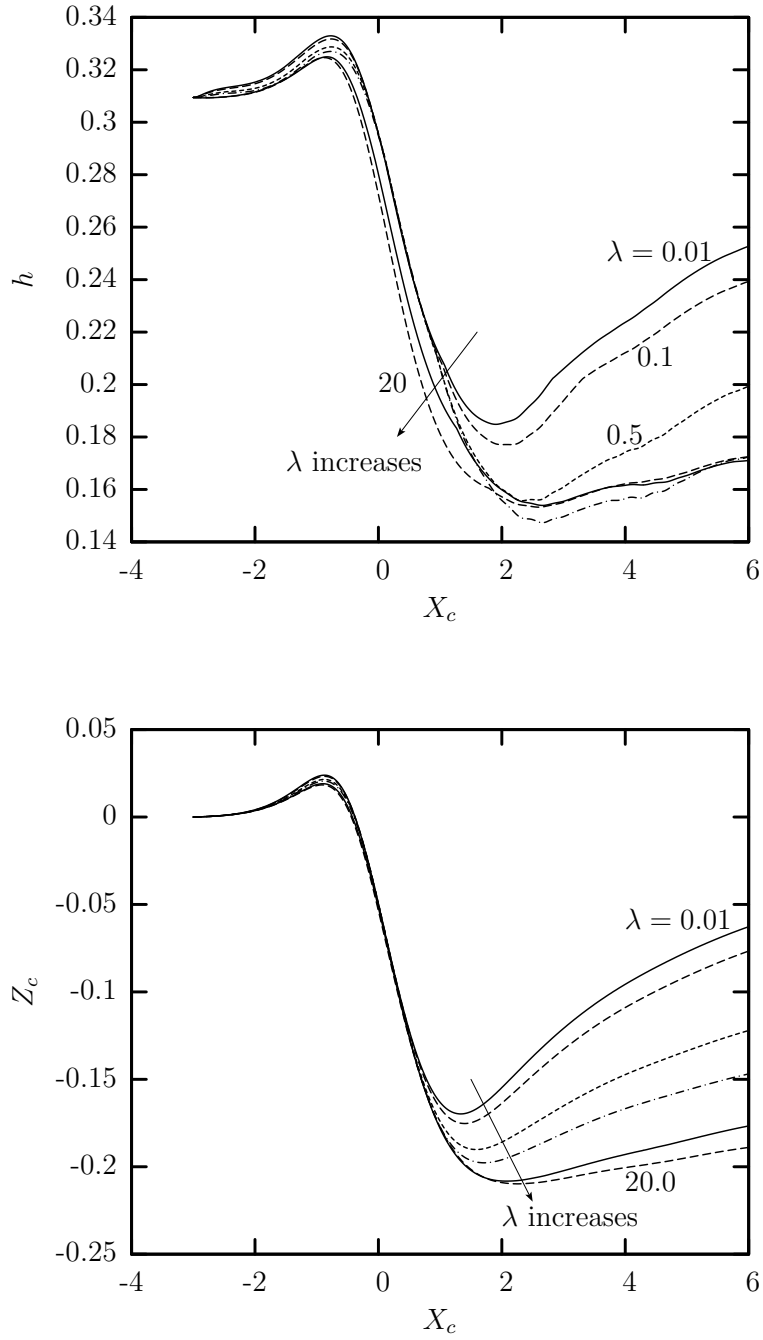 0.34
0.32
0.3
0.28
0.26
0.24
0.22
0.2
0.18
0.16
0.14
h
λ = 0.01
0.1
20
0.5
λ increases
-4 -2 0 2 4 6
X_c
0.05
0
-0.05
-0.1
-0.15
-0.2
-0.25
Z_c
λ = 0.01
20.0
λ increases
-4 -2 0 2 4 6
X_c